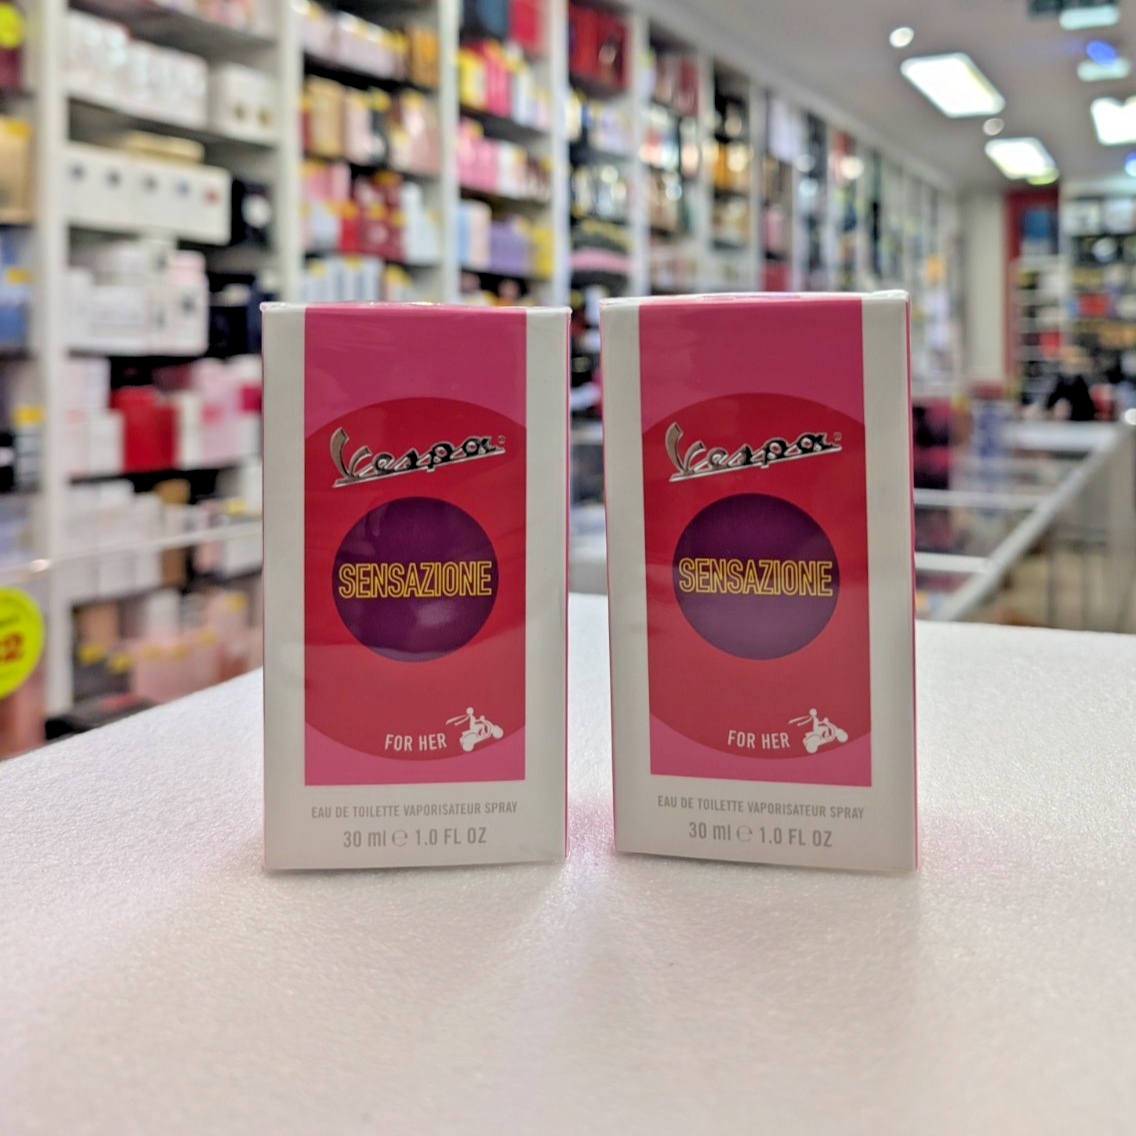 Vespa
SENSAZIONE
FOR HER
EAU DE TOILETTE VAPORISATEUR SPRAY
30 ml ℮ 1.0 FL OZ
Vespa
SENSAZIONE
FOR HER
EAU DE TOILETTE VAPORISATEUR SPRAY
30 ml ℮ 1.0 FL OZ